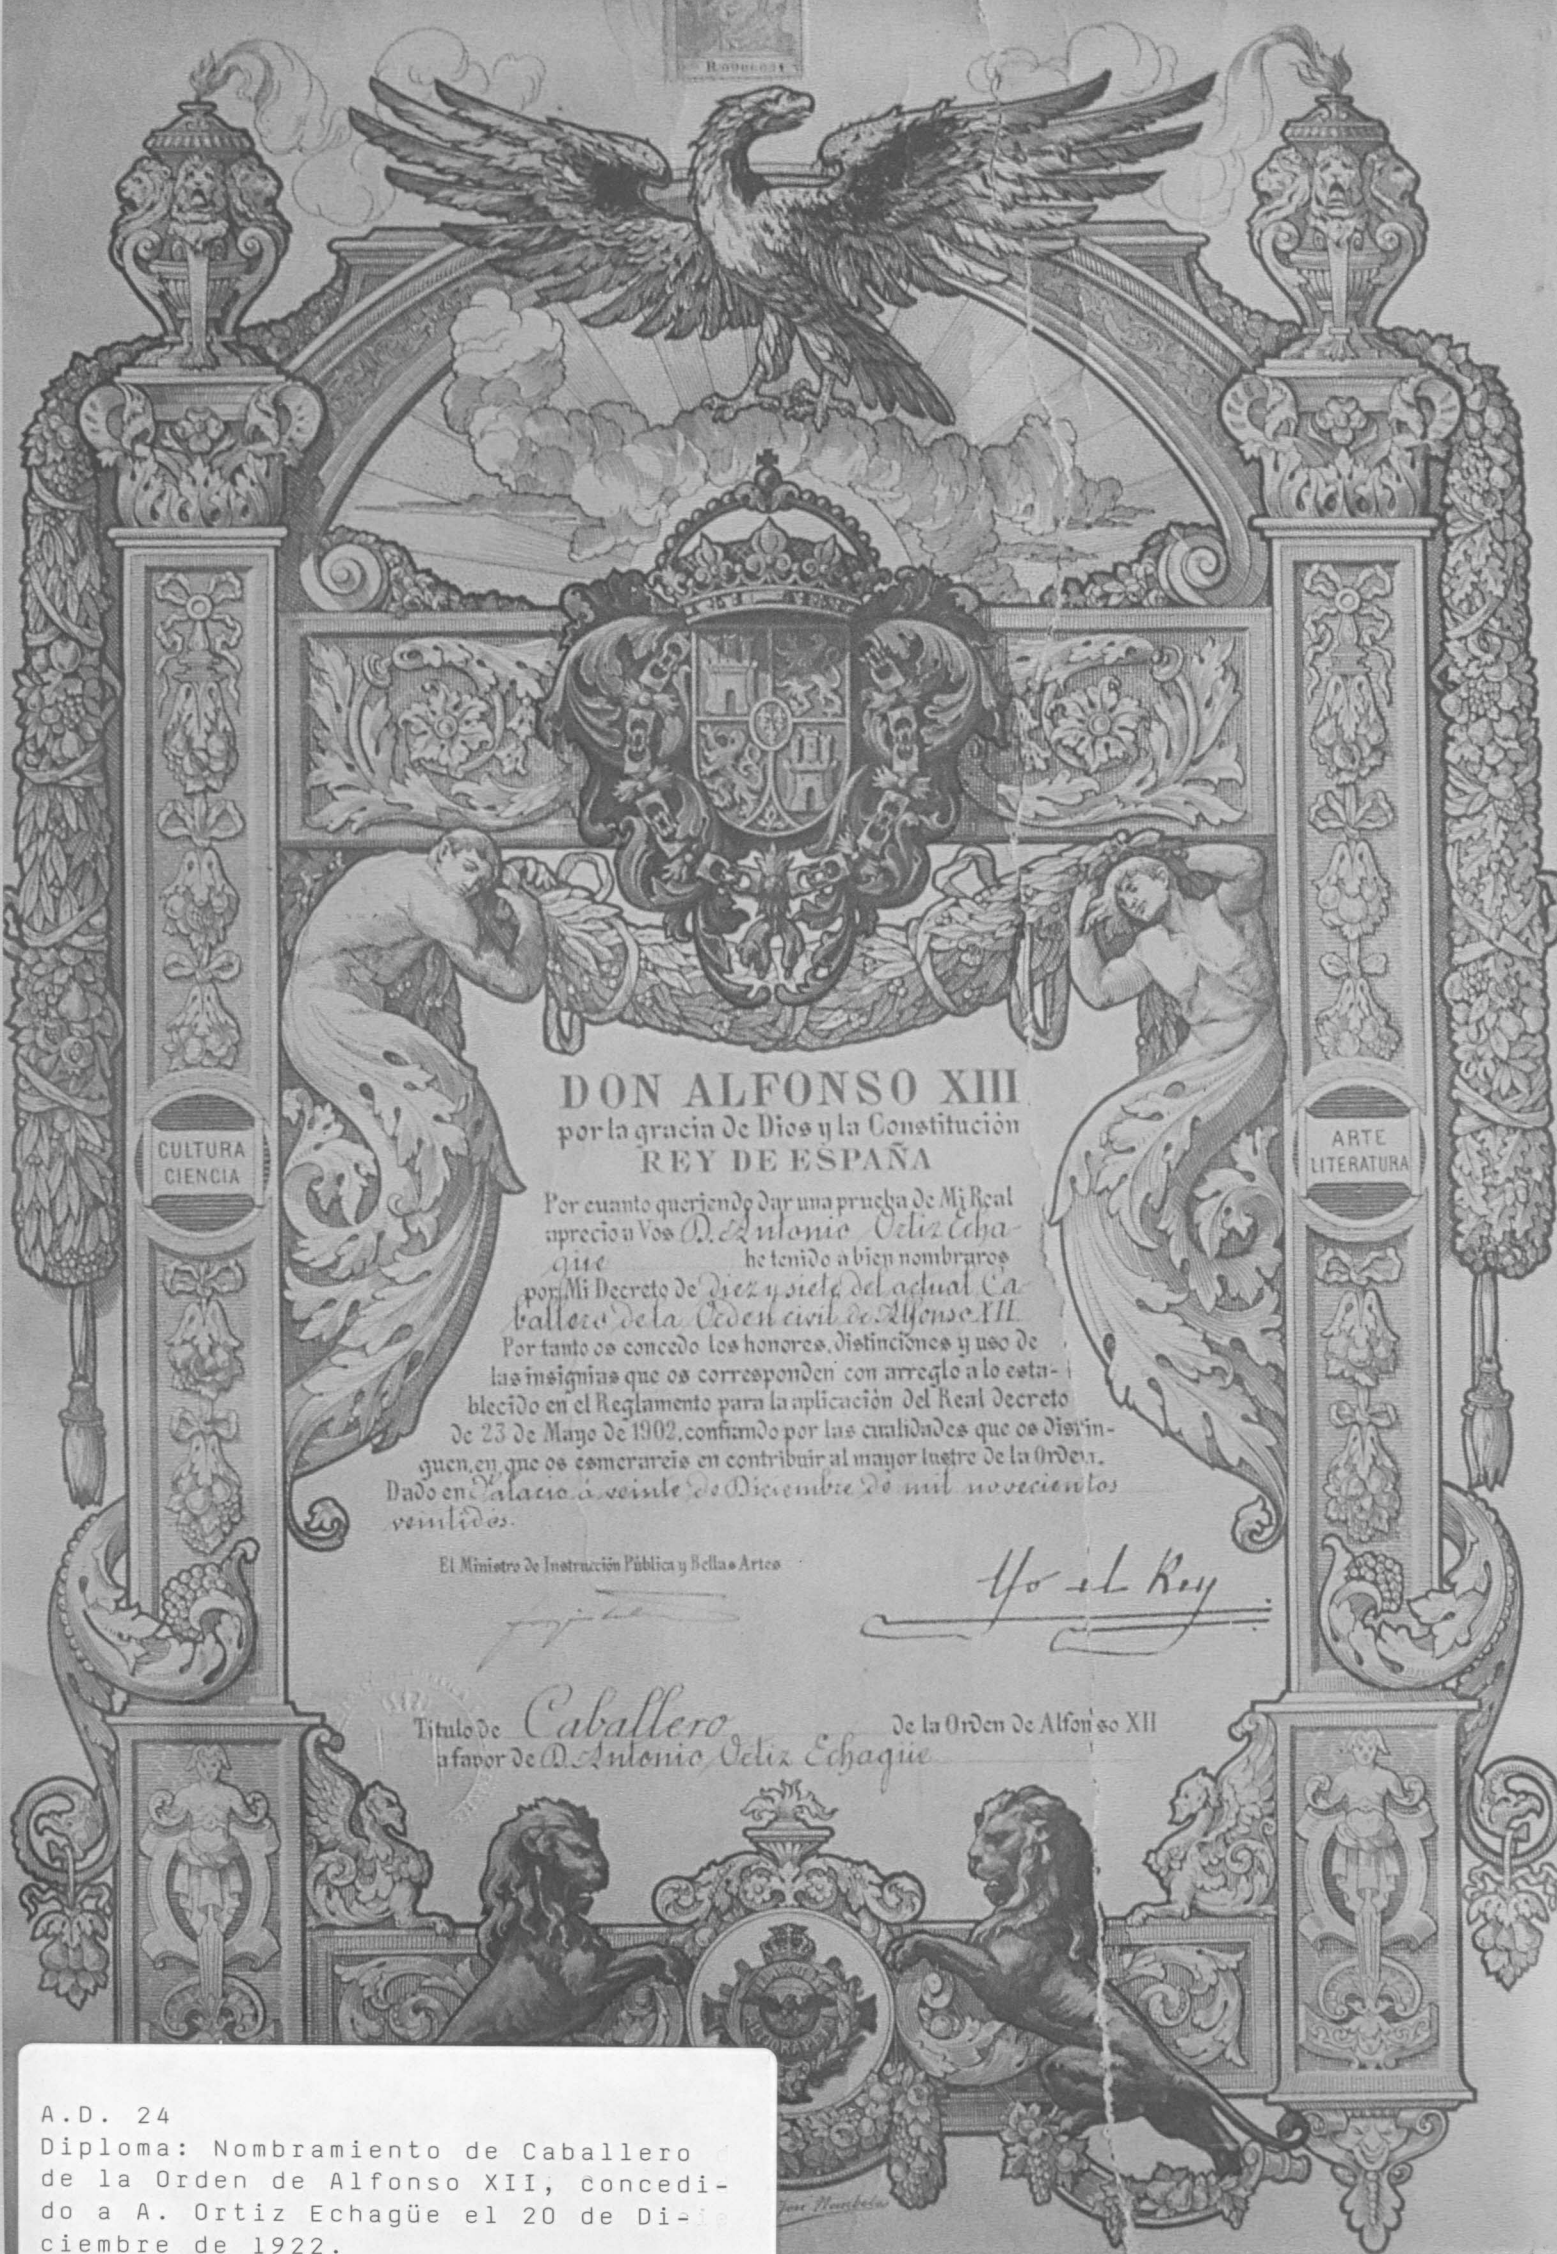 DON ALFONSO XIII
por la gracia de Dios y la Constitución
REY DE ESPAÑA
CULTURA
CIENCIA
ARTE
LITERATURA
Por cuanto queriendo dar una prueba de Mi Real
aprecio a Vos D. Antonio Ortiz Echa-
güe he tenido a bien nombraros
por Mi Decreto de diez y siete del actual Ca-
ballero de la Orden civil de Alfonso XII
Por tanto os concedo los honores, distinciones y uso de
las insignias que os corresponden con arreglo a lo esta-
blecido en el Reglamento para la aplicación del Real decreto
de 23 de Mayo de 1902, confiando por las cualidades que os distin-
guen, en que os esmerareis en contribuir al mayor lustre de la Orden.
Dado en Palacio á veinte de Diciembre de mil novecientos
veintidós.
El Ministro de Instrucción Pública y Bellas Artes
Yo el Rey
Título de Caballero de la Orden de Alfonso XII
a favor de D. Antonio Ortiz Echagüe
A.D. 24
Diploma: Nombramiento de Caballero
de la Orden de Alfonso XII, concedi-
do a A. Ortiz Echagüe el 20 de Di-
ciembre de 1922.